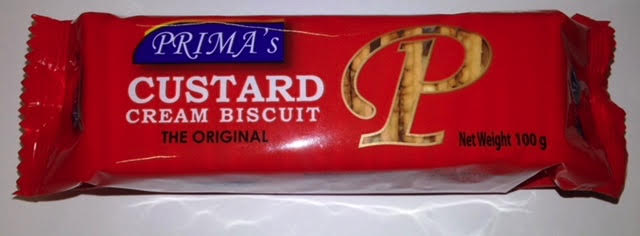 PRIMA's
CUSTARD
CREAM BISCUIT
THE ORIGINAL
P
Net Weight 100 g